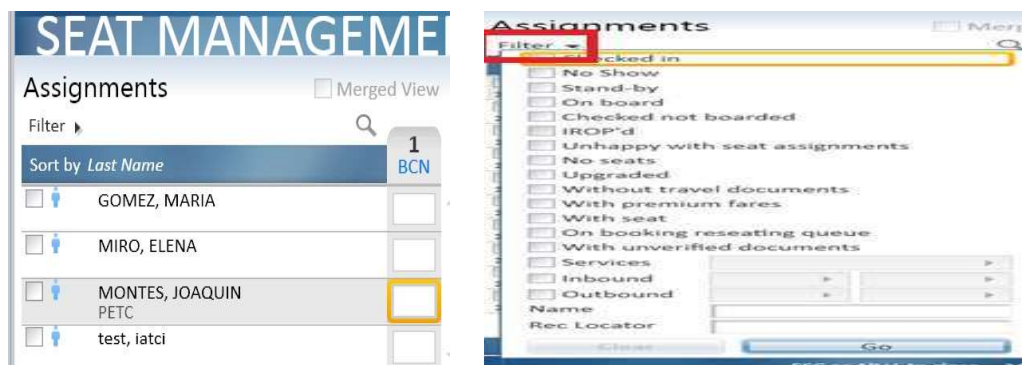 SEAT MANAGEME
Assignments
Merged View
Filter
1
Sort by Last Name
BCN
GOMEZ, MARIA
MIRO, ELENA
MONTES, JOAQUIN
PETC
test, iatci
Assignments
Merg
Filter
Checked in
No Show
Stand-by
On board
Checked not boarded
IROP'd
Unhappy with seat assignments
No seats
Upgraded
Without travel documents
With premium fares
With seat
On booking reseating queue
With unverified documents
Services
Inbound
Outbound
Name
Rec Locator
Clear
Go